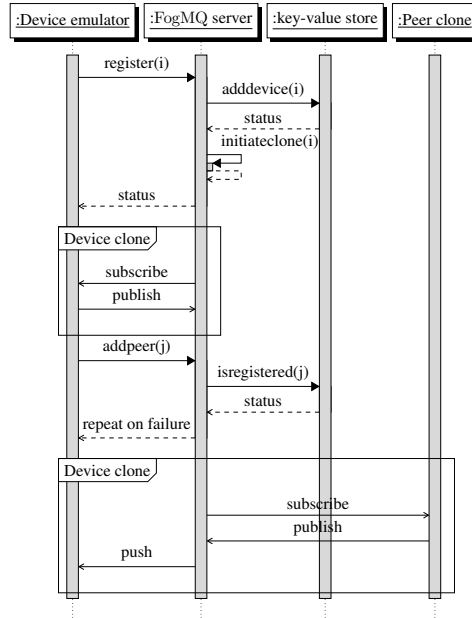 :Device emulator
:FogMQ server
:key-value store
:Peer clone
register(i)
adddevice(i)
status
initiateclone(i)
status
Device clone
subscribe
publish
addpeer(j)
isregistered(j)
status
repeat on failure
Device clone
subscribe
publish
push